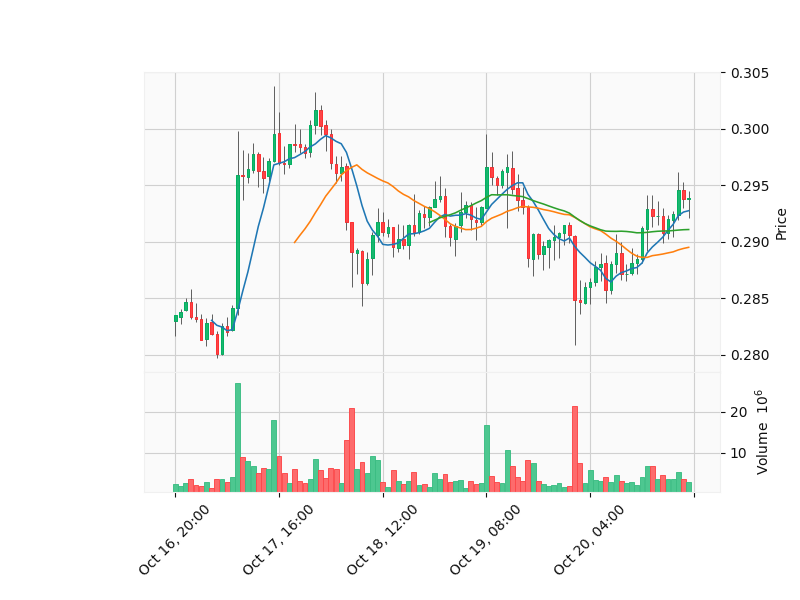 0.305
0.300
0.295
0.290
0.285
0.280
Price
20
10
Volume 10^6
Oct 16, 20:00
Oct 17, 16:00
Oct 18, 12:00
Oct 19, 08:00
Oct 20, 04:00